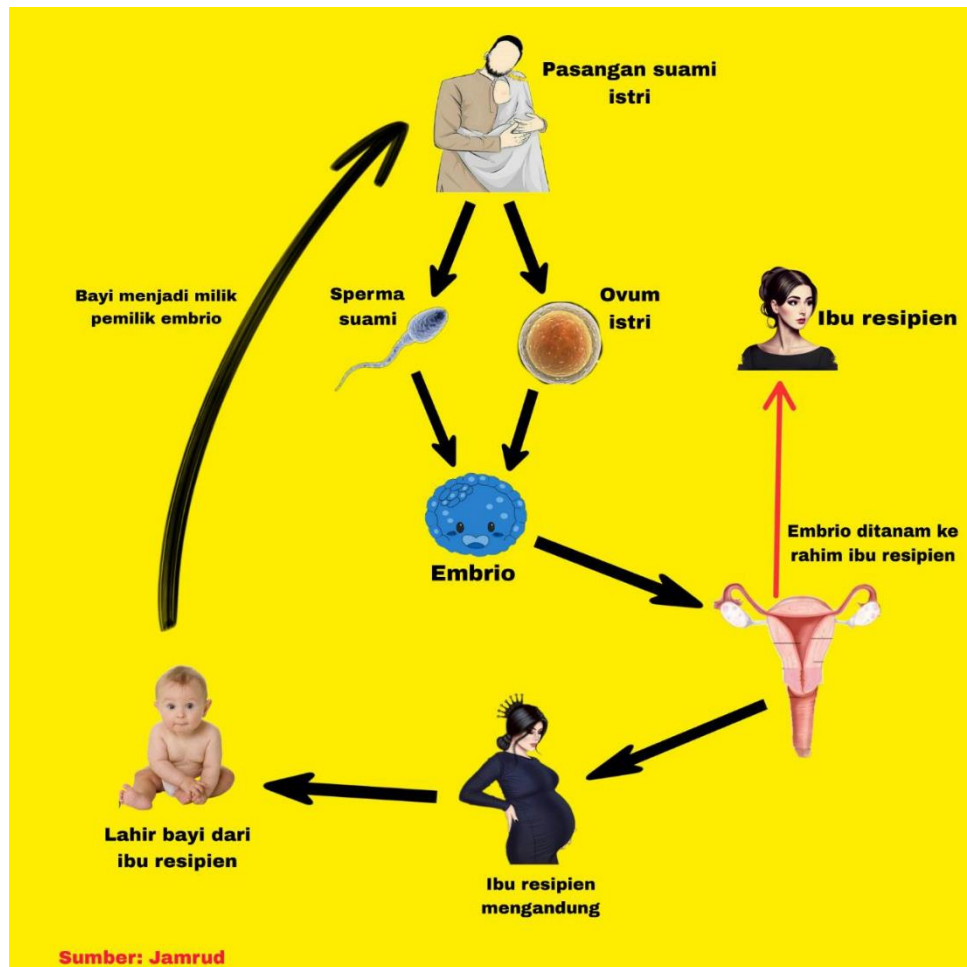 Pasangan suami
istri
Bayi menjadi milik
pemilik embrio
Sperma
suami
Ovum
istri
Ibu resipien
Embrio
Embrio ditanam ke
rahim ibu resipien
Lahir bayi dari
ibu resipien
Ibu resipien
mengandung
Sumber: Jamrud